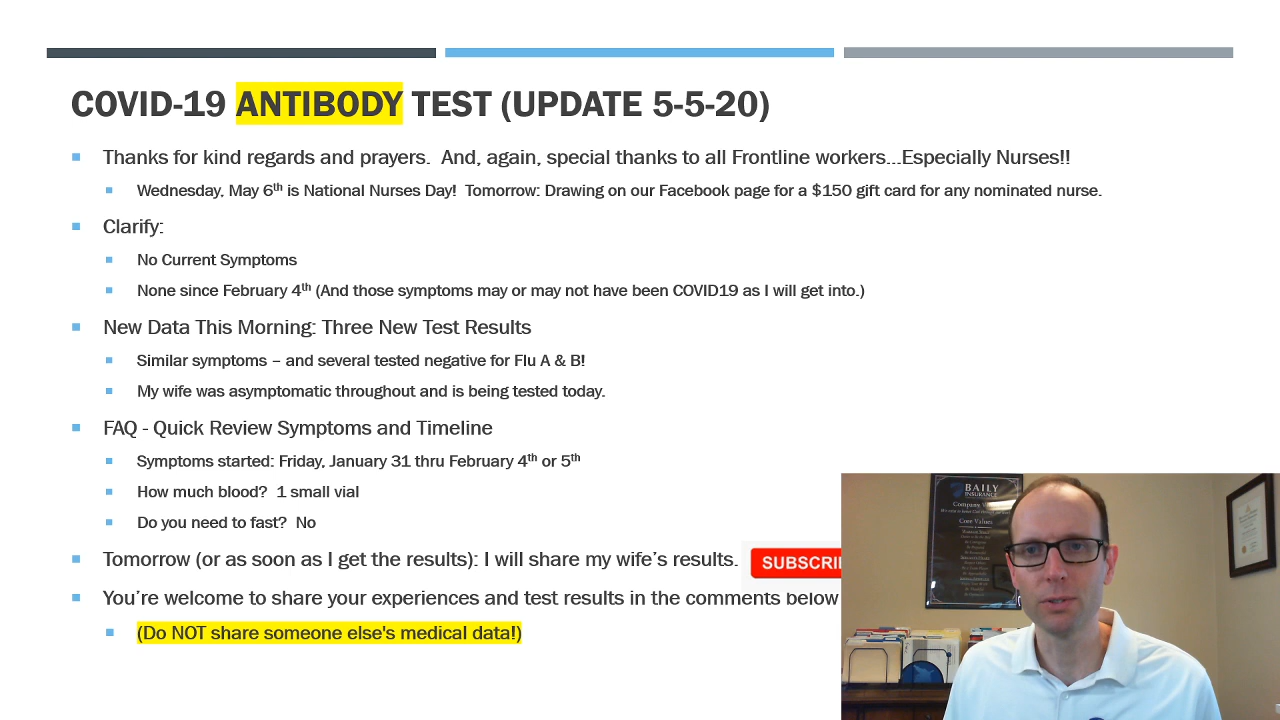 COVID-19 ANTIBODY TEST (UPDATE 5-5-20)
Thanks for kind regards and prayers. And, again, special thanks to all Frontline workers...Especially Nurses!!
Wednesday, May 6th is National Nurses Day! Tomorrow: Drawing on our Facebook page for a $150 gift card for any nominated nurse.
Clarify:
No Current Symptoms
None since February 4th (And those symptoms may or may not have been COVID19 as I will get into.)
New Data This Morning: Three New Test Results
Similar symptoms – and several tested negative for Flu A & B!
My wife was asymptomatic throughout and is being tested today.
FAQ - Quick Review Symptoms and Timeline
Symptoms started: Friday, January 31 thru February 4th or 5th
How much blood? 1 small vial
Do you need to fast? No
Tomorrow (or as soon as I get the results): I will share my wife's results.
SUBSCRI
You're welcome to share your experiences and test results in the comments below
(Do NOT share someone else's medical data!)
BAILY
INSURANCE
Core Values